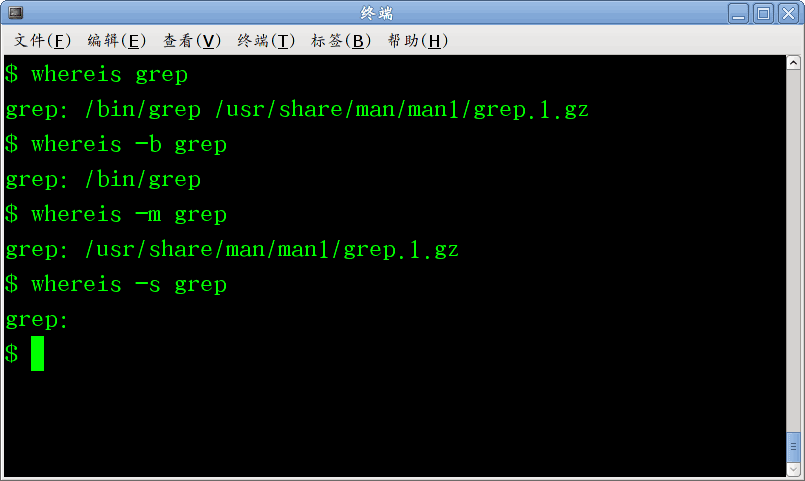 终端
文件(F) 编辑(E) 查看(V) 终端(T) 标签(B) 帮助(H)
$ whereis grep
grep: /bin/grep /usr/share/man/man1/grep.1.gz
$ whereis -b grep
grep: /bin/grep
$ whereis -m grep
grep: /usr/share/man/man1/grep.1.gz
$ whereis -s grep
grep:
$